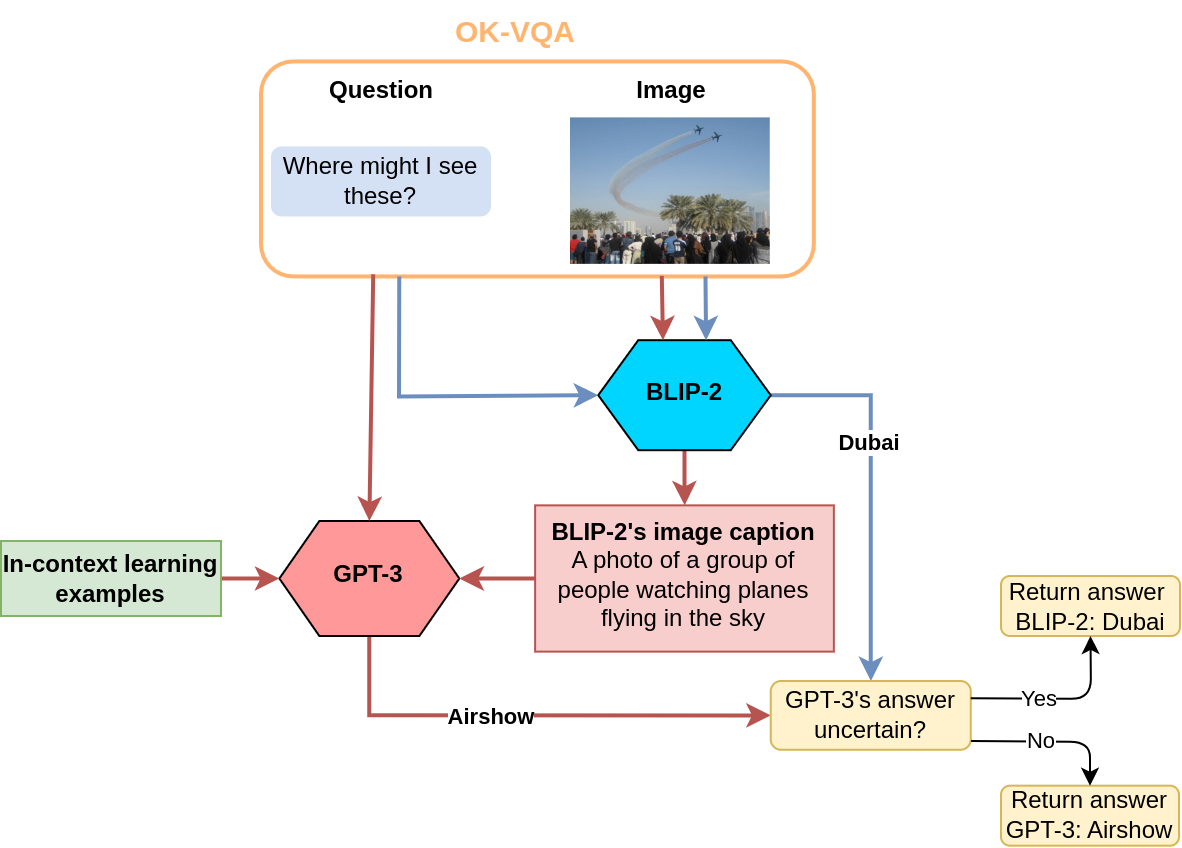 OK-VQA
Question
Image
Where might I see
these?
BLIP-2
Dubai
BLIP-2's image caption
A photo of a group of
people watching planes
flying in the sky
GPT-3
In-context learning
examples
Airshow
GPT-3's answer
uncertain?
Yes
No
Return answer
BLIP-2: Dubai
Return answer
GPT-3: Airshow